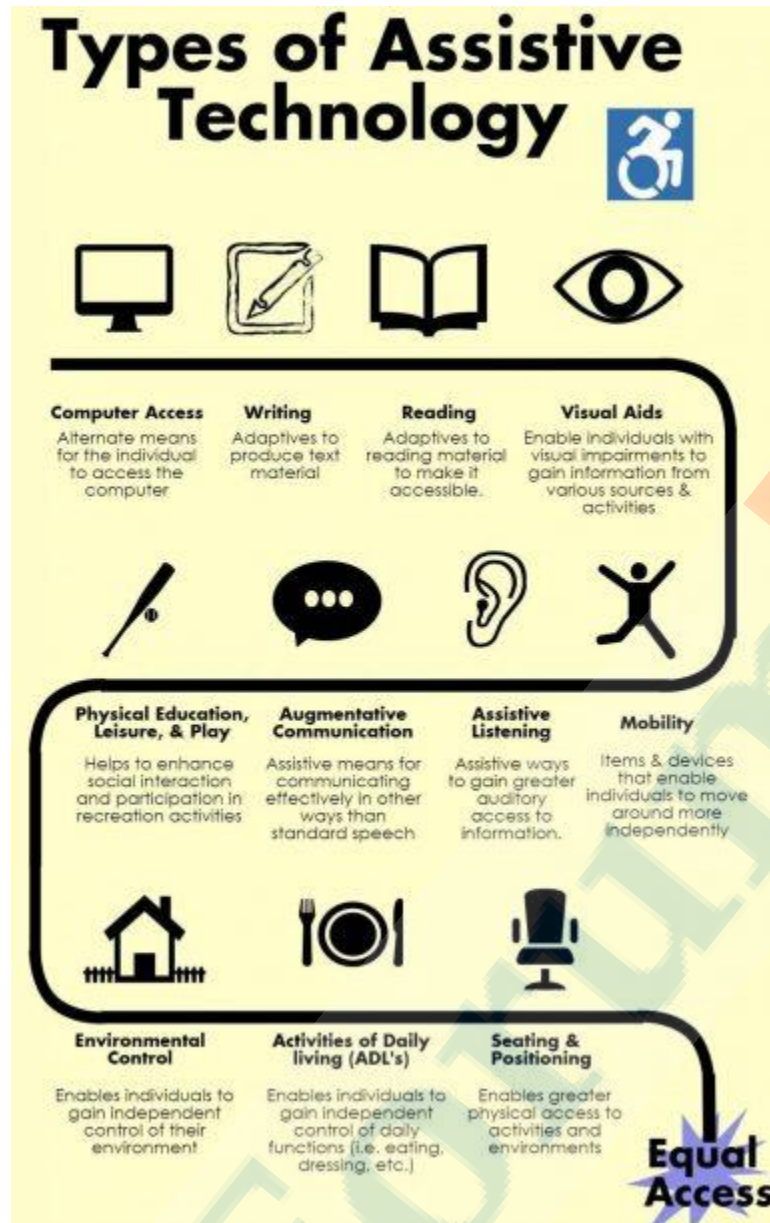 Types of Assistive
Technology
Computer Access
Alternate means
for the individual
to access the
computer
Writing
Adaptives to
produce text
material
Reading
Adaptives to
reading material
to make it
accessible.
Visual Aids
Enable individuals with
visual impairments to
gain information from
various sources &
activities
Physical Education,
Leisure, & Play
Helps to enhance
social interaction
and participation in
recreation activities
Augmentative
Communication
Assistive means for
communicating
effectively in other
ways than
standard speech
Assistive
Listening
Assistive ways
to gain greater
auditory
access to
information.
Mobility
Items & devices
that enable
individuals to move
around more
independently
Environmental
Control
Enables individuals to
gain independent
control of their
environment
Activities of Daily
living (ADL's)
Enables individuals to
gain independent
control of daily
functions (i.e. eating,
dressing, etc.)
Seating &
Positioning
Enables greater
physical access to
activities and
environments
Equal
Access